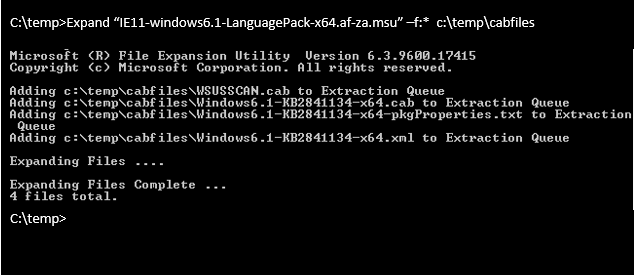 C:\temp>Expand “IE11-windows6.1-LanguagePack-x64.af-za.msu” –f:* c:\temp\cabfiles
Microsoft (R) File Expansion Utility Version 6.3.9600.17415
Copyright (c) Microsoft Corporation. All rights reserved.
Adding c:\temp\cabfiles\WSUSSCAN.cab to Extraction Queue
Adding c:\temp\cabfiles\Windows6.1-KB2841134-x64.cab to Extraction Queue
Adding c:\temp\cabfiles\Windows6.1-KB2841134-x64-pkgProperties.txt to Extraction
Queue
Adding c:\temp\cabfiles\Windows6.1-KB2841134-x64.xml to Extraction Queue
Expanding Files ....
Expanding Files Complete ...
4 files total.
C:\temp>